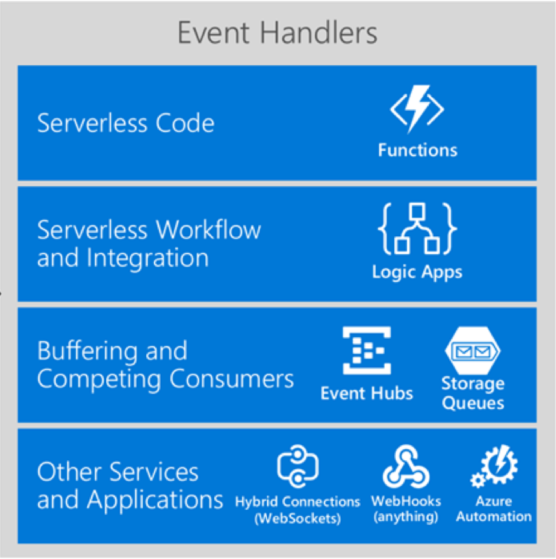 Event Handlers
Serverless Code
Functions
Serverless Workflow
and Integration
Logic Apps
Buffering and
Competing Consumers
Event Hubs
Storage
Queues
Other Services
and Applications
Hybrid Connections
(WebSockets)
WebHooks
(anything)
Azure
Automation